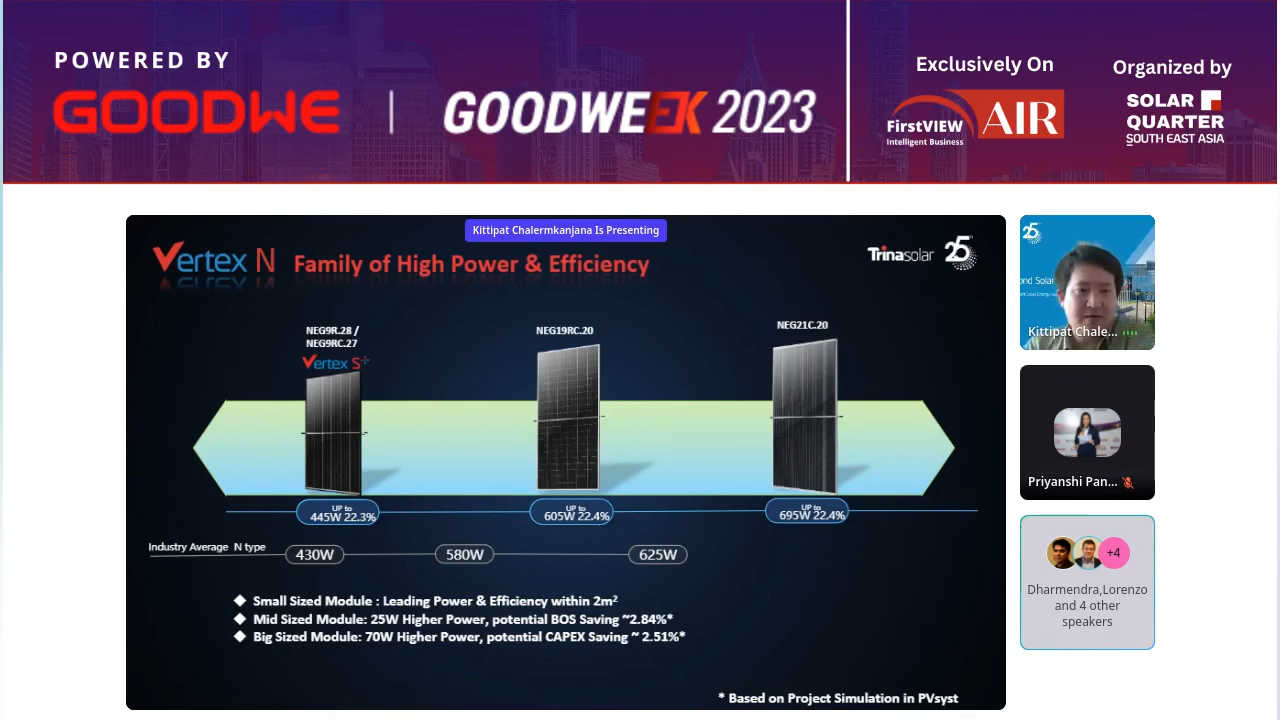 POWERED BY
GOODWE
GOODWEEK 2023
Exclusively On
FirstVIEW
Intelligent Business
AIR
Organized by
SOLAR
QUARTER
SOUTH EAST ASIA
Kittipat Chalermkanjana Is Presenting
Vertex N Family of High Power & Efficiency
Trinasolar 25
NEG9R.28 /
NEG9RC.27
Vertex S+
NEG19RC.20
NEG21C.20
UP to
445W 22.3%
UP to
605W 22.4%
UP to
695W 22.4%
Industry Average N type
430W
580W
625W
◆ Small Sized Module : Leading Power & Efficiency within 2m²
◆ Mid Sized Module: 25W Higher Power, potential BOS Saving ~2.84%*
◆ Big Sized Module: 70W Higher Power, potential CAPEX Saving ~ 2.51%*
* Based on Project Simulation in PVsyst
25
Kittipat Chale...
Priyanshi Pan...
+4
Dharmendra,Lorenzo
and 4 other
speakers